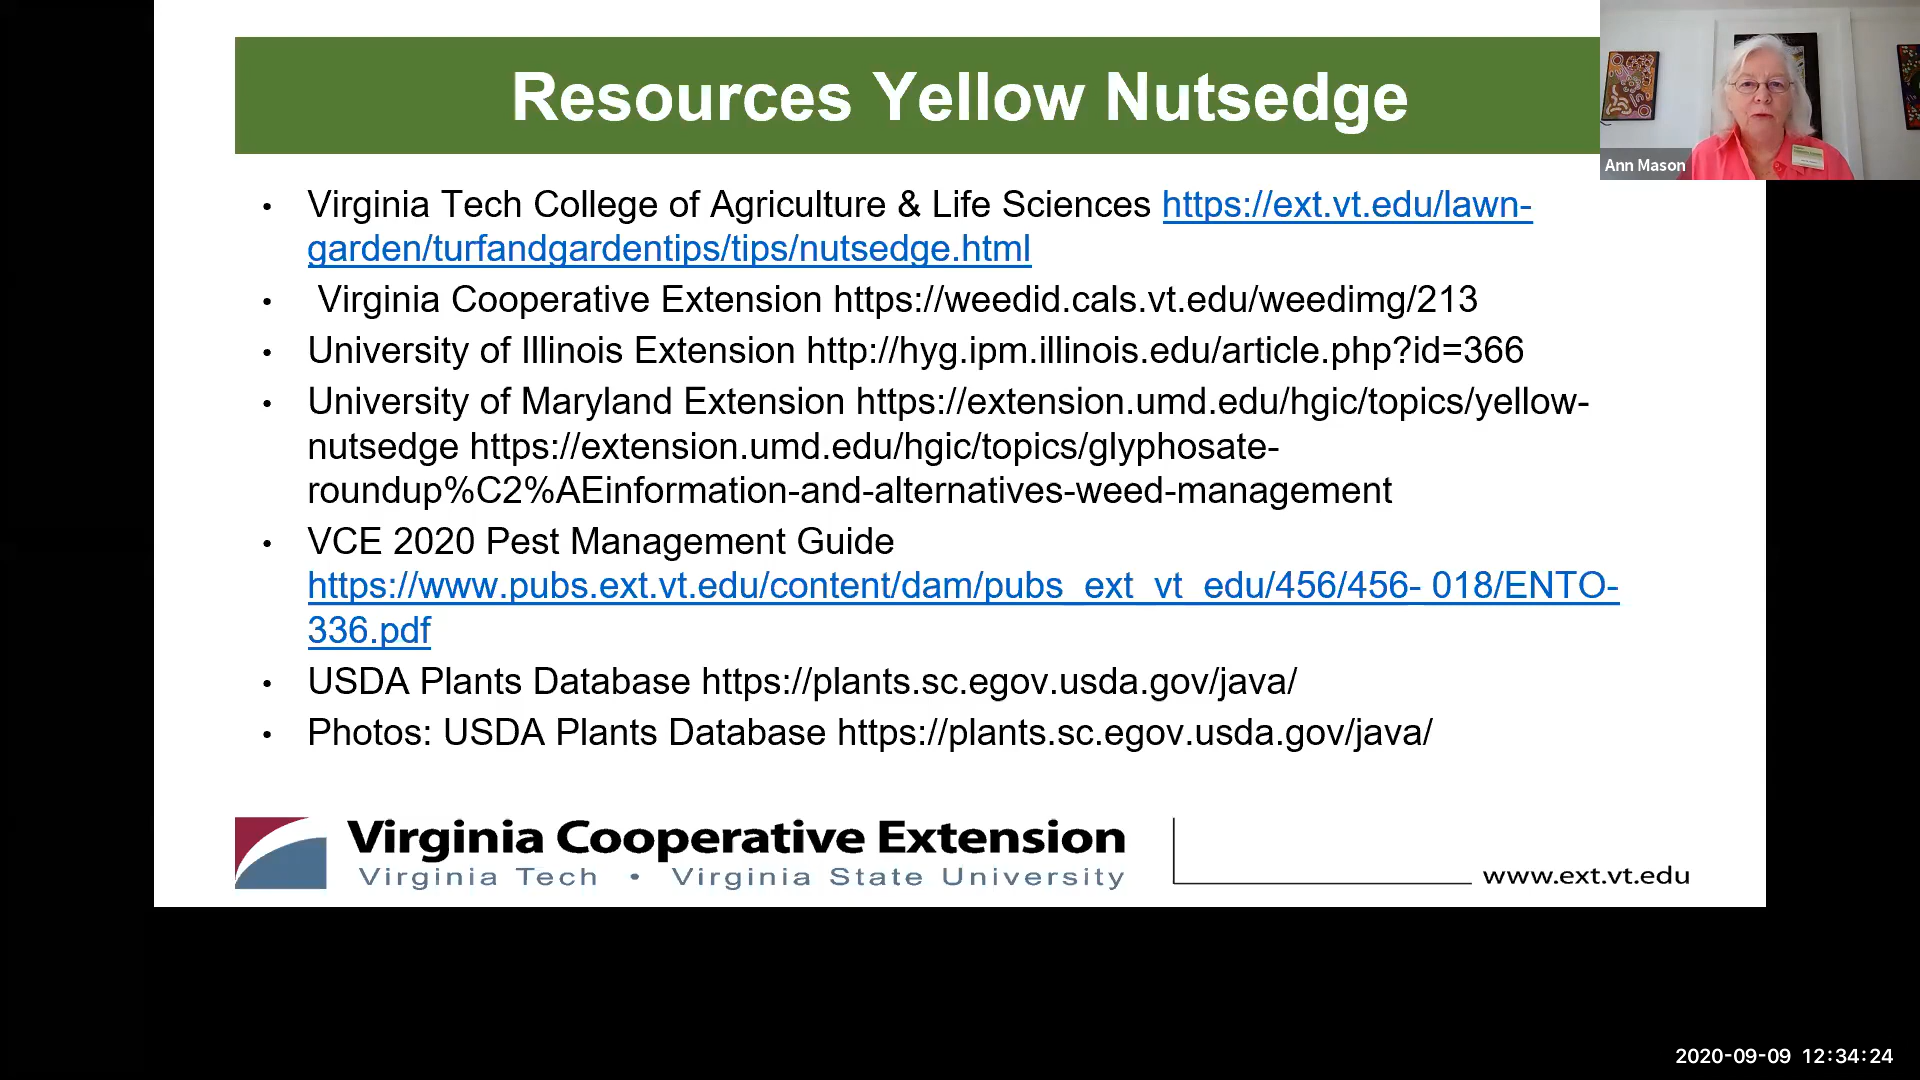 Resources Yellow Nutsedge
Ann Mason
• Virginia Tech College of Agriculture & Life Sciences https://ext.vt.edu/lawn-
garden/turfandgardentips/tips/nutsedge.html
• Virginia Cooperative Extension https://weedid.cals.vt.edu/weedimg/213
• University of Illinois Extension http://hyg.ipm.illinois.edu/article.php?id=366
• University of Maryland Extension https://extension.umd.edu/hgic/topics/yellow-
nutsedge https://extension.umd.edu/hgic/topics/glyphosate-
roundup%C2%AEinformation-and-alternatives-weed-management
• VCE 2020 Pest Management Guide
https://www.pubs.ext.vt.edu/content/dam/pubs_ext_vt_edu/456/456- 018/ENTO-
336.pdf
• USDA Plants Database https://plants.sc.egov.usda.gov/java/
• Photos: USDA Plants Database https://plants.sc.egov.usda.gov/java/
Virginia Cooperative Extension
Virginia Tech • Virginia State University
www.ext.vt.edu
2020-09-09 12:34:24